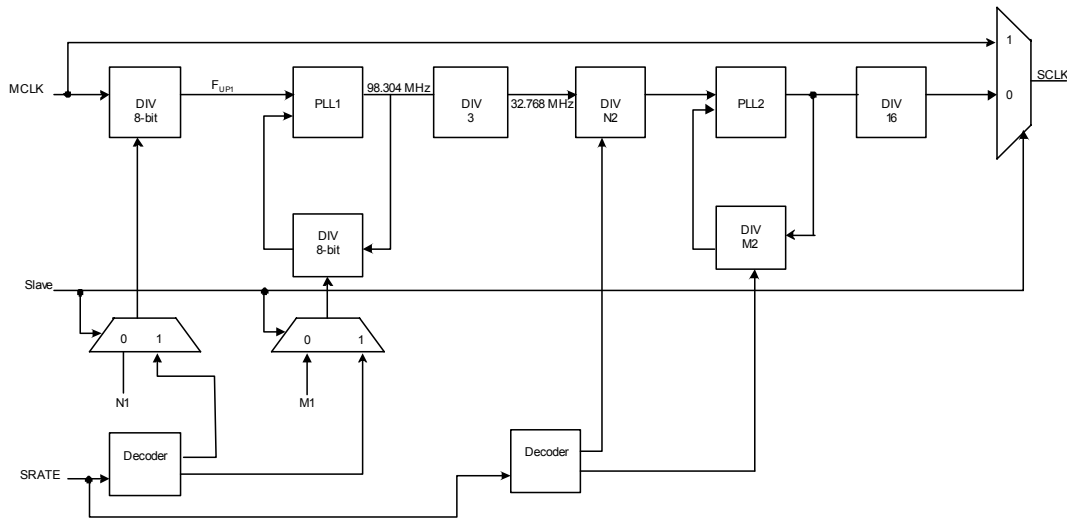 1
MCLK
DIV
8-bit
FUP1
PLL1
98.304 MHz
DIV
3
32.768 MHz
DIV
N2
PLL2
DIV
16
0
SCLK
DIV
8-bit
DIV
M2
Slave
0 1
0 1
N1
M1
Decoder
Decoder
SRATE